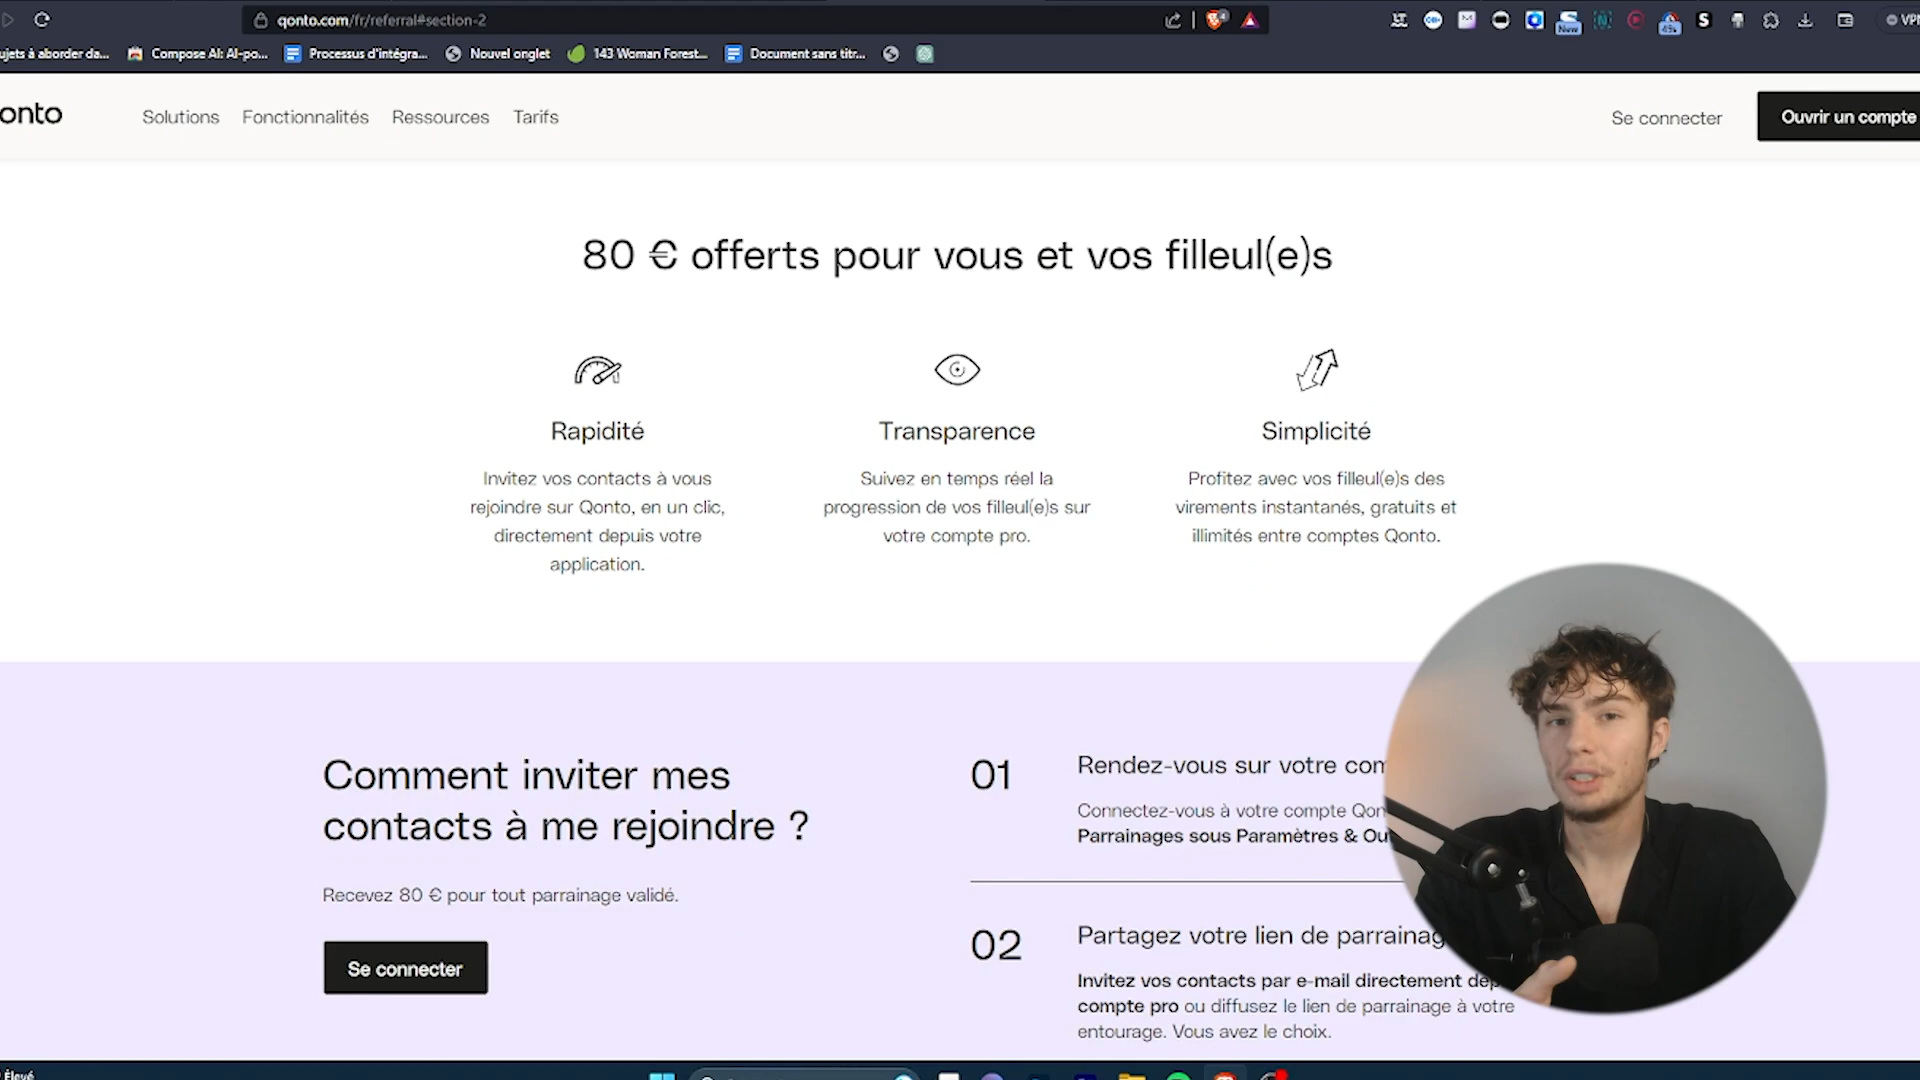 qonto.com/fr/referral#section-2
VPN
ujets à aborder da...
Compose AI: AI-po...
Processus d'intégra...
Nouvel onglet
143 Woman Forest...
Document sans titr...
onto
Solutions
Fonctionnalités
Ressources
Tarifs
Se connecter
Ouvrir un compte
80 € offerts pour vous et vos filleul(e)s
Rapidité
Invitez vos contacts à vous
rejoindre sur Qonto, en un clic,
directement depuis votre
application.
Transparence
Suivez en temps réel la
progression de vos filleul(e)s sur
votre compte pro.
Simplicité
Profitez avec vos filleul(e)s des
virements instantanés, gratuits et
illimités entre comptes Qonto.
Comment inviter mes
contacts à me rejoindre ?
Recevez 80 € pour tout parrainage validé.
Se connecter
01
Rendez-vous sur votre com
Connectez-vous à votre compte Qon
Parrainages sous Paramètres & Ou
02
Partagez votre lien de parrainag
Invitez vos contacts par e-mail directement dep
compte pro ou diffusez le lien de parrainage à votre
entourage. Vous avez le choix.
Élevé